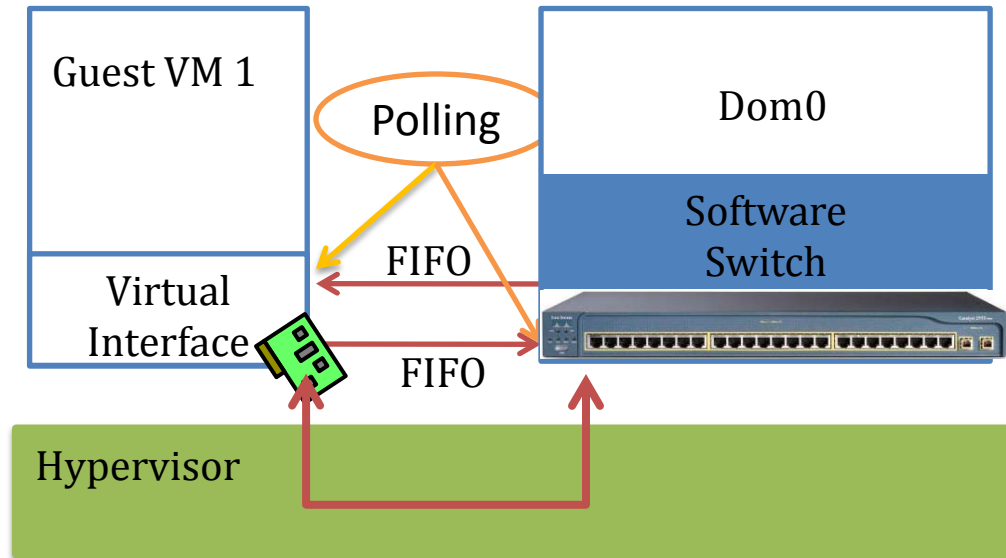 Guest VM 1
Polling
Dom0
Software
Switch
FIFO
Virtual
Interface
FIFO
Hypervisor